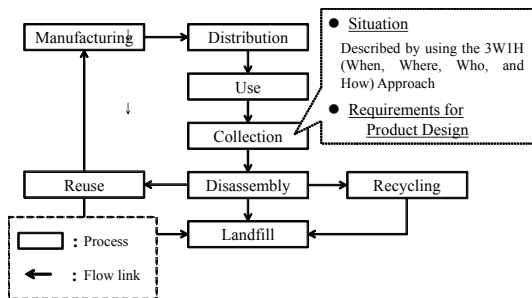 Manufacturing
Distribution
● Situation
Described by using the 3W1H
(When, Where, Who, and
How) Approach
● Requirements for
Product Design
Use
Collection
Reuse
Disassembly
Recycling
Landfill
: Process
: Flow link